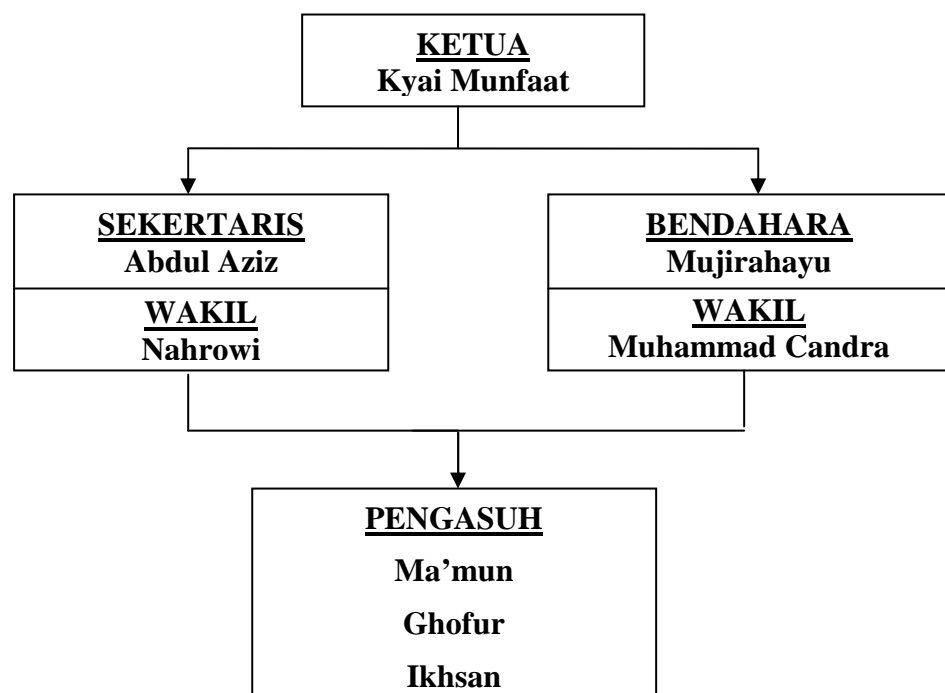 KETUA
Kyai Munfaat
SEKERTARIS
Abdul Aziz
WAKIL
Nahrowi
BENDAHARA
Mujirahayu
WAKIL
Muhammad Candra
PENGASUH
Ma’mun
Ghofur
Ikhsan